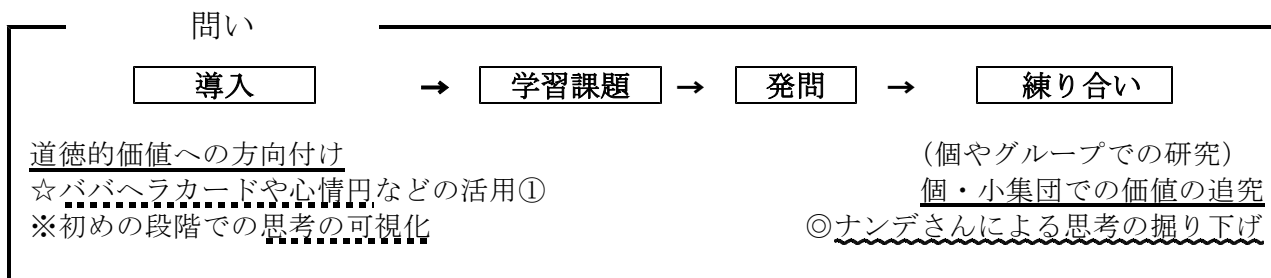 問い
導入 → 学習課題 → 発問 → 練り合い
道徳的価値への方向付け (個やグループでの研究)
☆ババヘラカードや心情円などの活用① 個・小集団での価値の追究
※初めの段階での思考の可視化 ◎ナンデさんによる思考の掘り下げ